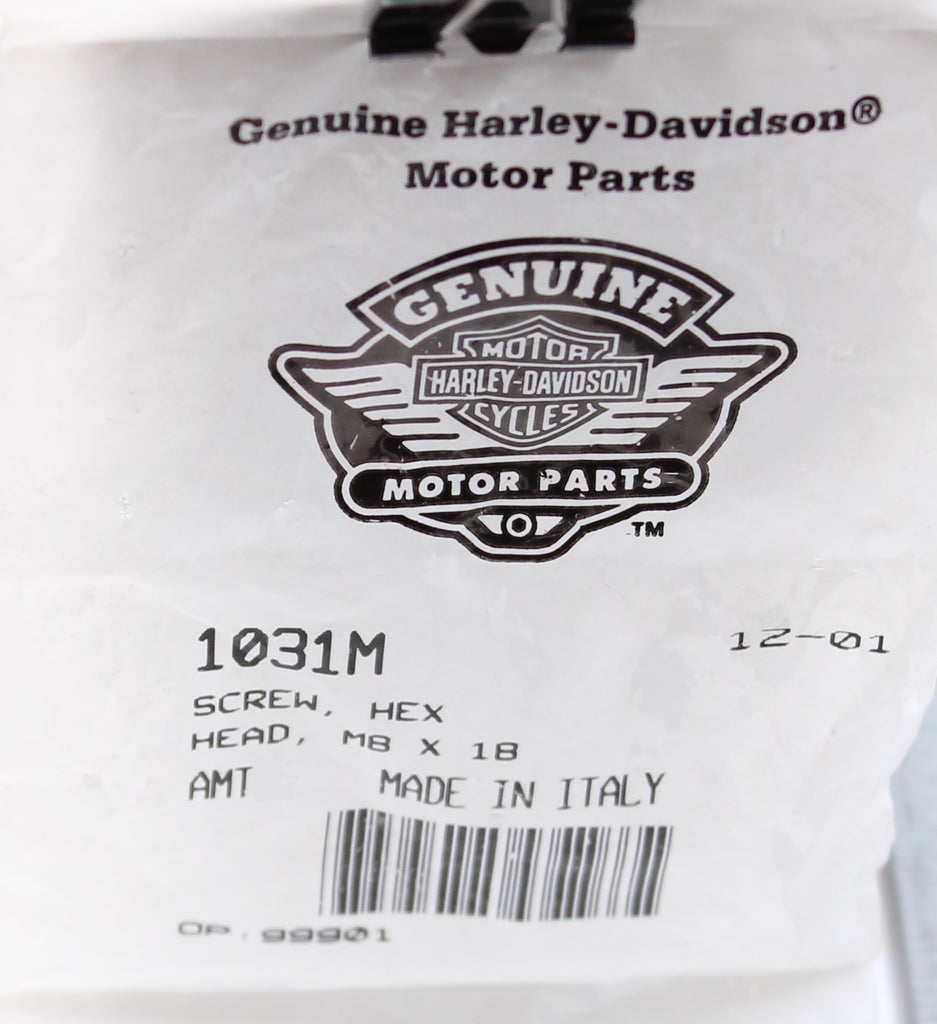 Genuine Harley-Davidson®
Motor Parts
GENUINE
MOTOR
HARLEY-DAVIDSON
CYCLES
MOTOR PARTS
TM
1031M 12-01
SCREW, HEX
HEAD, M8 X 18
AMT MADE IN ITALY
OP. 99901